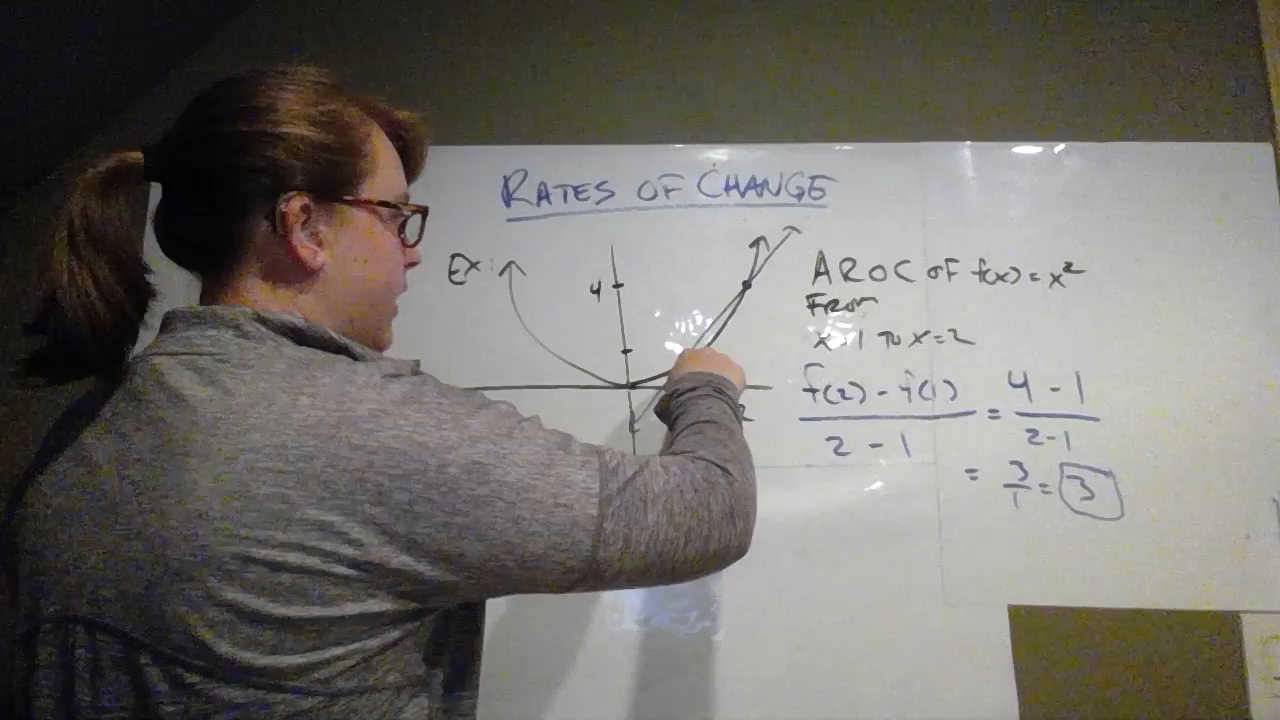 RATES OF CHANGE
Ex:
4
2
AROC OF f(x) = x²
From
x=1 TO x=2
f(2) - f(1) / 2 - 1 = 4 - 1 / 2-1
= 3/1 = 3